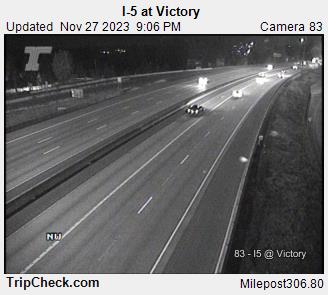 I-5 at Victory
Updated Nov 27 2023 9:06 PM Camera 83
T
NW
83 - I5 @ Victory
TripCheck.com Milepost306.80